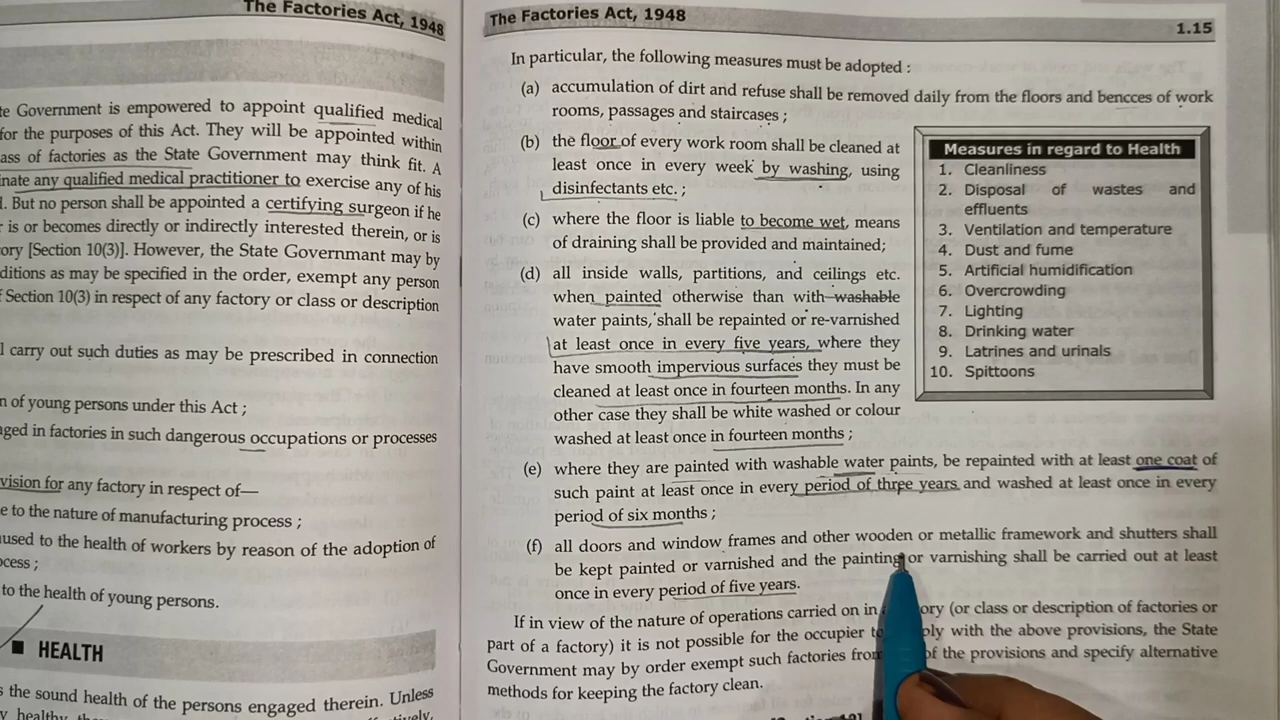 The Factories Act, 1948
te Government is empowered to appoint qualified medical
for the purposes of this Act. They will be appointed within
ass of factories as the State Government may think fit. A
nate any qualified medical practitioner to exercise any of his
But no person shall be appointed a certifying surgeon if he
is or becomes directly or indirectly interested therein, or is
ory [Section 10(3)]. However, the State Governmant may by
ditions as may be specified in the order, exempt any person
Section 10(3) in respect of any factory or class or description
l carry out such duties as may be prescribed in connection
n of young persons under this Act ;
aged in factories in such dangerous occupations or processes
vision for any factory in respect of—
e to the nature of manufacturing process ;
aused to the health of workers by reason of the adoption of
ocess ;
to the health of young persons.
■ HEALTH
s the sound health of the persons engaged therein. Unless
The Factories Act, 1948
1.15
In particular, the following measures must be adopted :
(a) accumulation of dirt and refuse shall be removed daily from the floors and bencces of work
rooms, passages and staircases ;
(b) the floor of every work room shall be cleaned at
least once in every week by washing, using
disinfectants etc. ;
(c) where the floor is liable to become wet, means
of draining shall be provided and maintained;
(d) all inside walls, partitions, and ceilings etc.
when painted otherwise than with washable
water paints, shall be repainted or re-varnished
at least once in every five years, where they
have smooth impervious surfaces they must be
cleaned at least once in fourteen months. In any
other case they shall be white washed or colour
washed at least once in fourteen months ;
Measures in regard to Health
1. Cleanliness
2. Disposal of wastes and
effluents
3. Ventilation and temperature
4. Dust and fume
5. Artificial humidification
6. Overcrowding
7. Lighting
8. Drinking water
9. Latrines and urinals
10. Spittoons
(e) where they are painted with washable water paints, be repainted with at least one coat of
such paint at least once in every period of three years and washed at least once in every
period of six months ;
(f) all doors and window frames and other wooden or metallic framework and shutters shall
be kept painted or varnished and the painting or varnishing shall be carried out at least
once in every period of five years.
If in view of the nature of operations carried on in ory (or class or description of factories or
part of a factory) it is not possible for the occupier ply with the above provisions, the State
Government may by order exempt such factories from of the provisions and specify alternative
methods for keeping the factory clean.